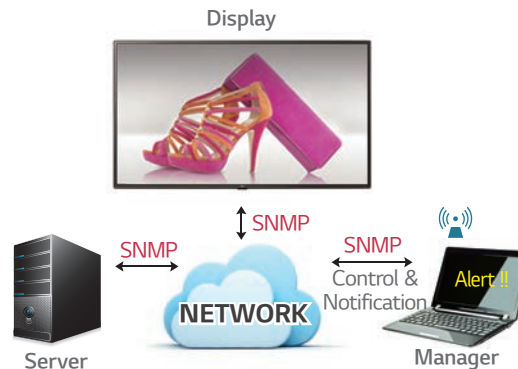 Display
SNMP
SNMP
SNMP
NETWORK
Control &
Notification
Alert !!
Server
Manager